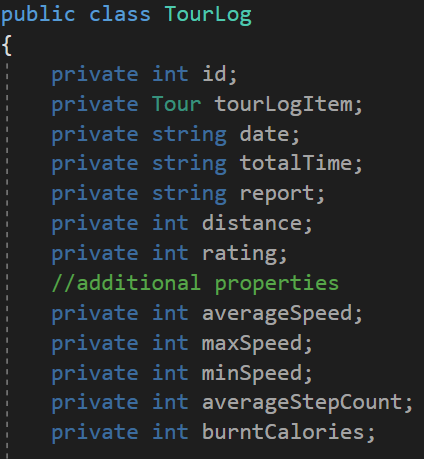 public class TourLog
{
private int id;
private Tour tourLogItem;
private string date;
private string totalTime;
private string report;
private int distance;
private int rating;
//additional properties
private int averageSpeed;
private int maxSpeed;
private int minSpeed;
private int averageStepCount;
private int burntCalories;